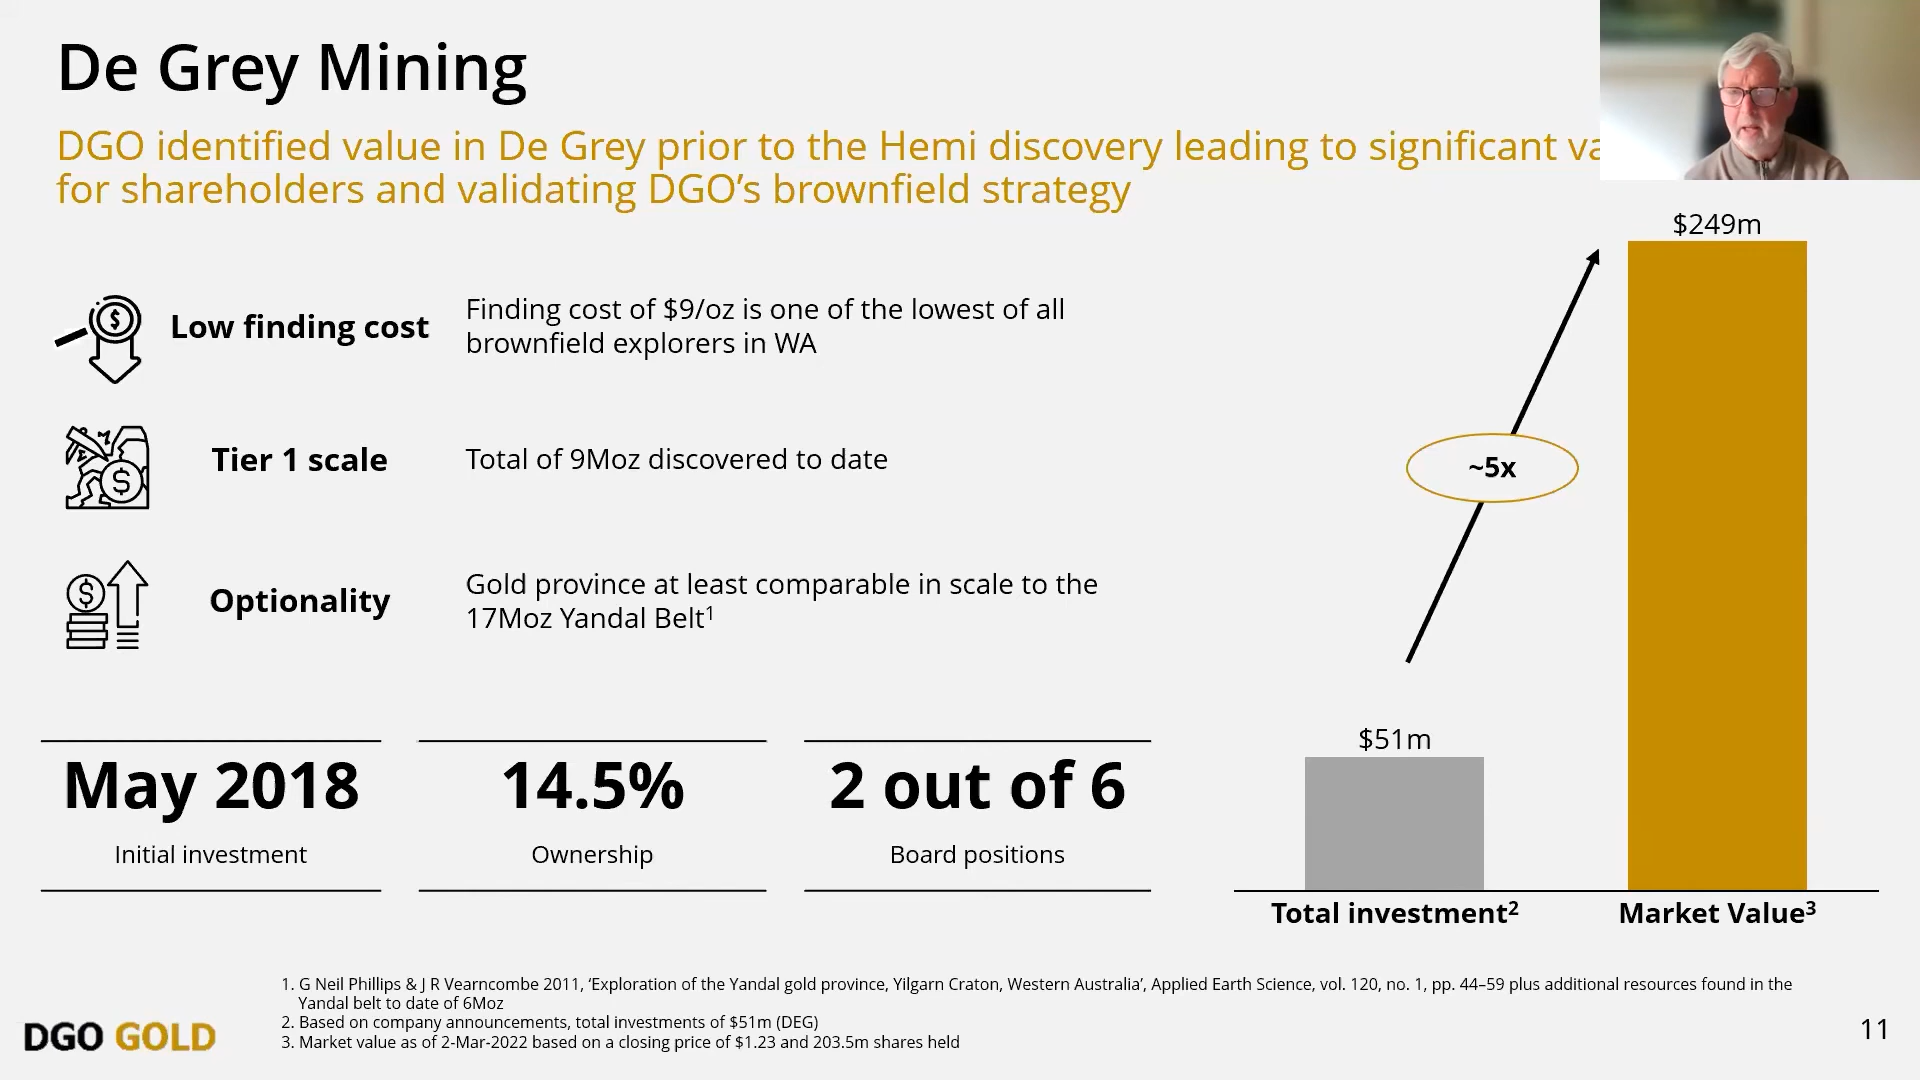 De Grey Mining
DGO identified value in De Grey prior to the Hemi discovery leading to significant
for shareholders and validating DGO’s brownfield strategy
Low finding cost
Finding cost of $9/oz is one of the lowest of all
brownfield explorers in WA
Tier 1 scale
Total of 9Moz discovered to date
Optionality
Gold province at least comparable in scale to the
17Moz Yandal Belt¹
May 2018
Initial investment
14.5%
Ownership
2 out of 6
Board positions
$249m
~5x
$51m
Total investment²
Market Value³
1. G Neil Phillips & J R Vearncombe 2011, ‘Exploration of the Yandal gold province, Yilgarn Craton, Western Australia’, Applied Earth Science, vol. 120, no. 1, pp. 44–59 plus additional resources found in the
Yandal belt to date of 6Moz
2. Based on company announcements, total investments of $51m (DEG)
3. Market value as of 2-Mar-2022 based on a closing price of $1.23 and 203.5m shares held
DGO GOLD
11